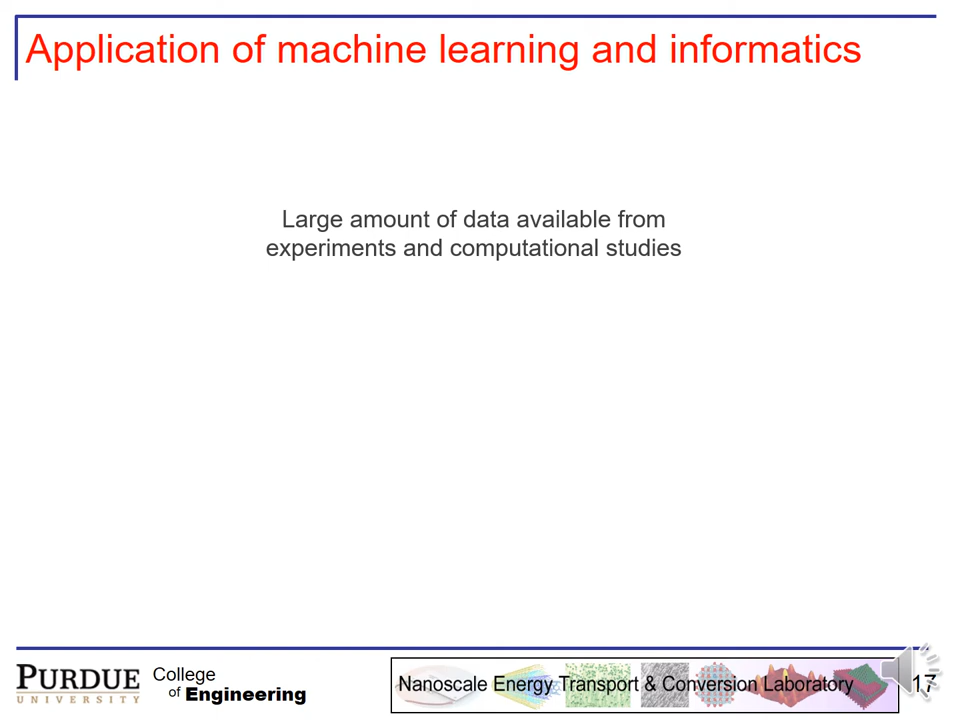 Application of machine learning and informatics
Large amount of data available from
experiments and computational studies
PURDUE
UNIVERSITY
College
of Engineering
Nanoscale Energy Transport & Conversion Laboratory
17